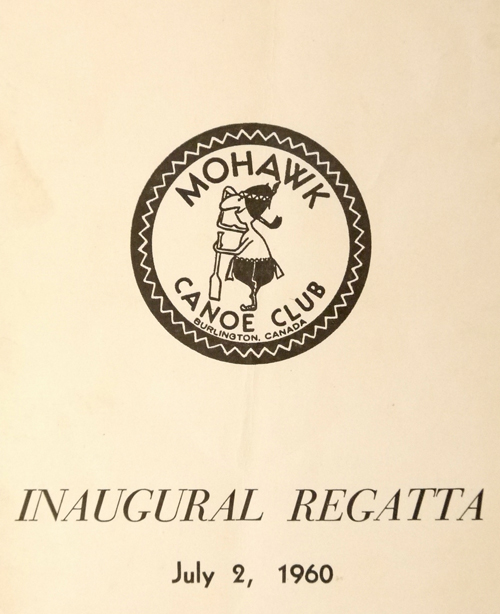 MOHAWK
CANOE CLUB
BURLINGTON, CANADA
INAUGURAL REGATTA
July 2, 1960